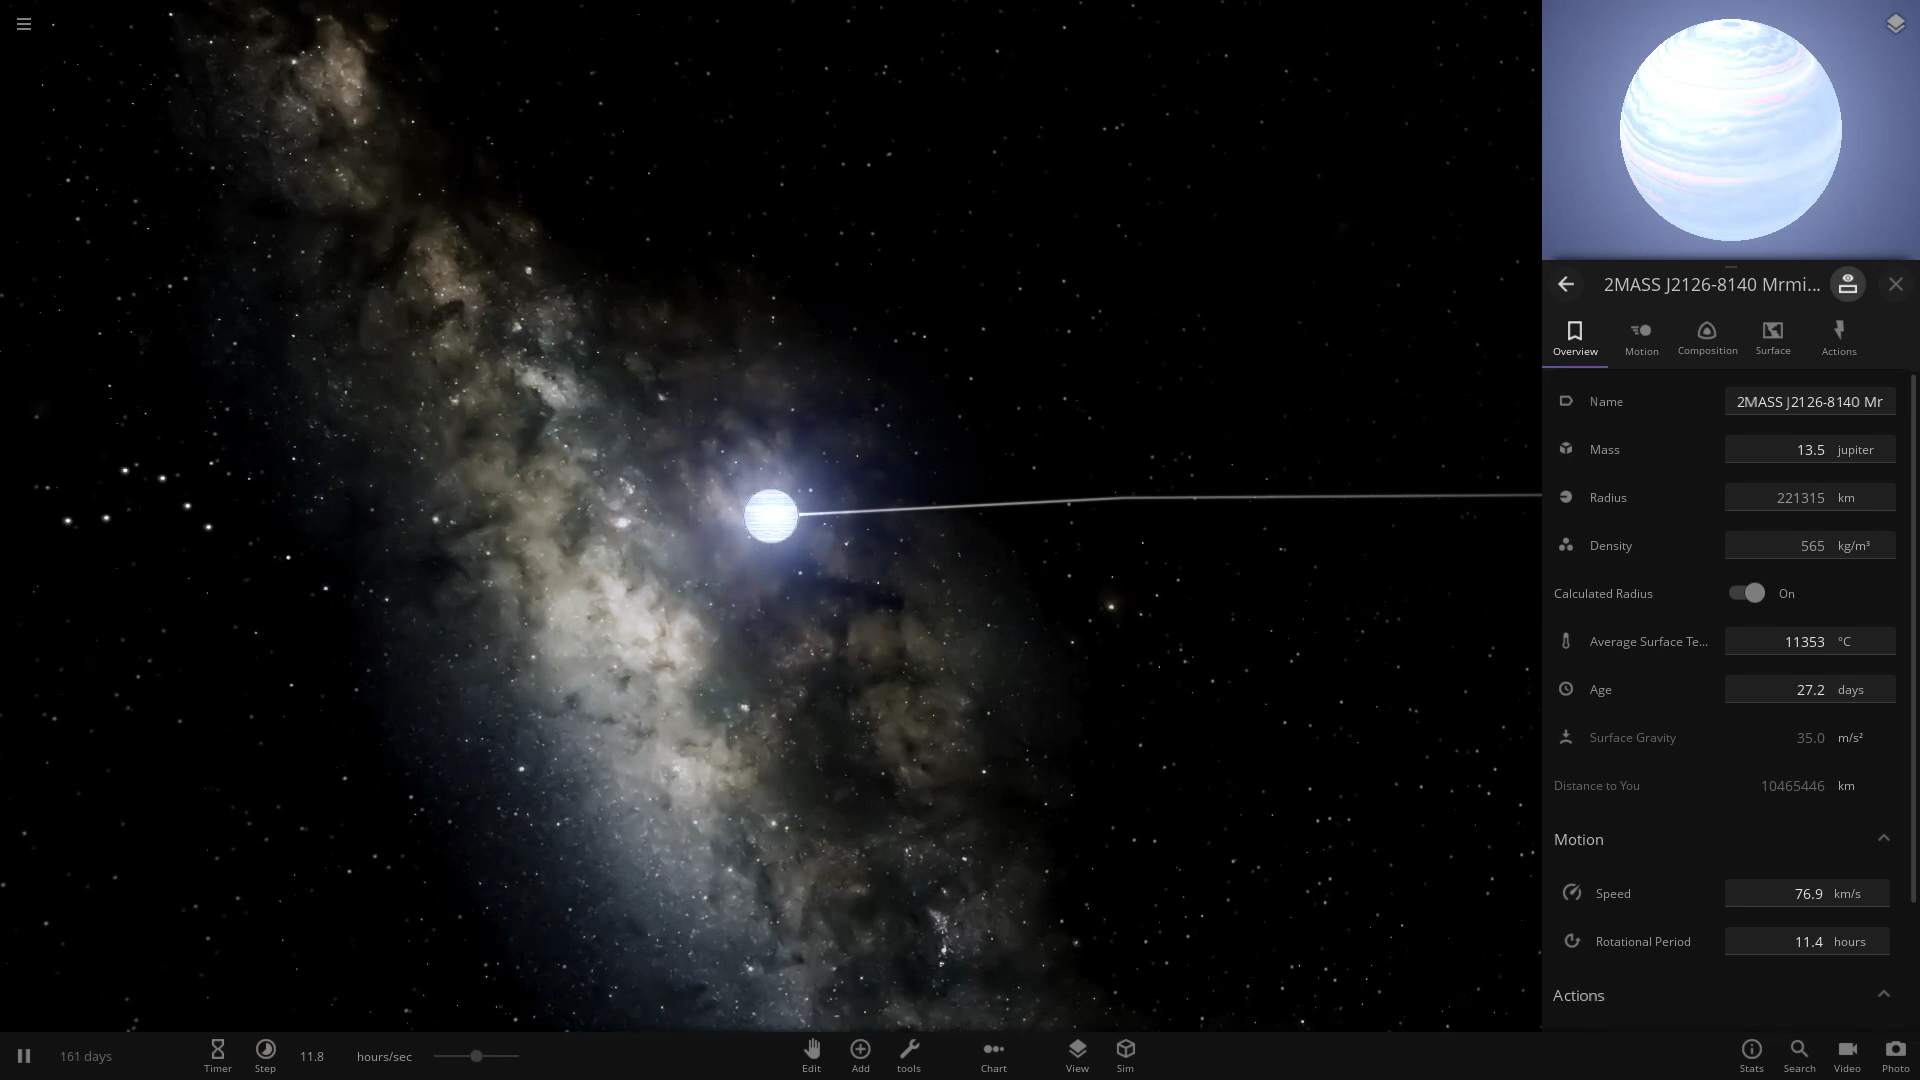 2MASS J2126-8140 Mrmi...
Overview
Motion
Composition
Surface
Actions
Name 2MASS J2126-8140 Mr
Mass 13.5 jupiter
Radius 221315 km
Density 565 kg/m³
Calculated Radius On
Average Surface Te... 11353 °C
Age 27.2 days
Surface Gravity 35.0 m/s²
Distance to You 10465446 km
Motion
Speed 76.9 km/s
Rotational Period 11.4 hours
Actions
161 days
Timer
Step
11.8 hours/sec
Edit
Add
tools
Chart
View
Sim
Stats
Search
Video
Photo